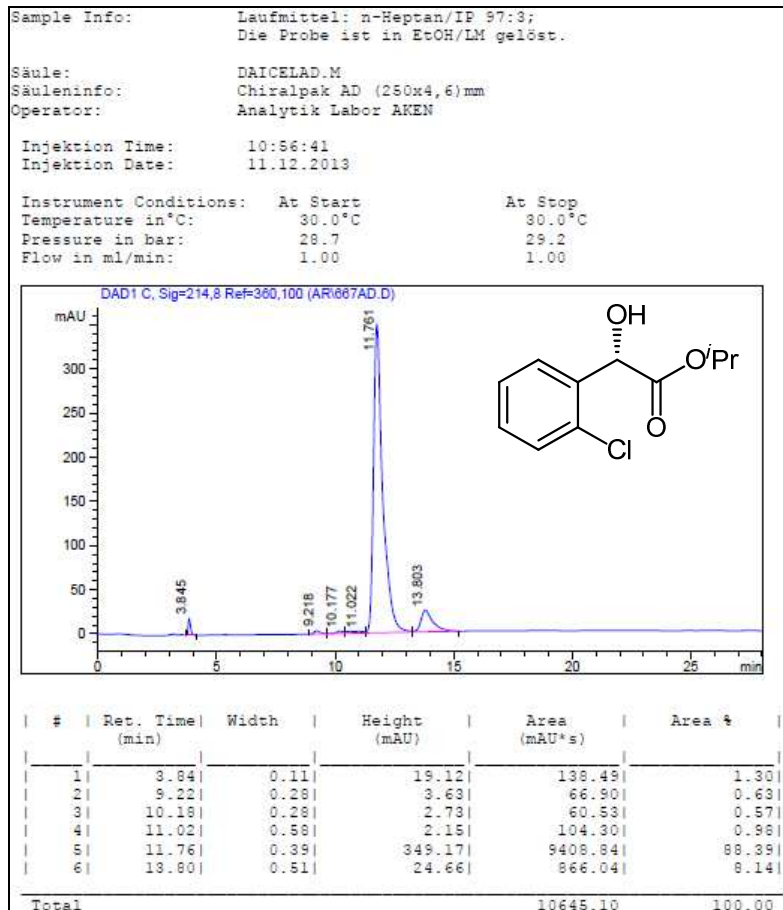 Sample Info: Laufmittel: n-Heptan/IP 97:3;
Die Probe ist in EtOH/LM gelöst.
Säule: DAICELAD.M
Säuleninfo: Chiralpak AD (250x4,6)mm
Operator: Analytik Labor AKEN
Injektion Time: 10:56:41
Injektion Date: 11.12.2013
Instrument Conditions: At Start At Stop
Temperature in°C: 30.0°C 30.0°C
Pressure in bar: 28.7 29.2
Flow in ml/min: 1.00 1.00
DAD1 C, Sig=214,8 Ref=360,100 (AR\667AD.D)
mAU
300
250
200
150
100
50
0
3.845
9.218
10.177
11.022
11.761
13.803
OH
OiPr
O
Cl
0 5 10 15 20 25 min
| # | Ret. Time| Width | Height | Area | Area % |
(min) (mAU) (mAU*s)
| 1| 3.84| 0.11| 19.12| 138.49| 1.30|
| 2| 9.22| 0.28| 3.63| 66.90| 0.63|
| 3| 10.18| 0.28| 2.73| 60.53| 0.57|
| 4| 11.02| 0.58| 2.15| 104.30| 0.98|
| 5| 11.76| 0.39| 349.17| 9408.84| 88.39|
| 6| 13.80| 0.51| 24.66| 866.04| 8.14|
Total 10645.10 100.00